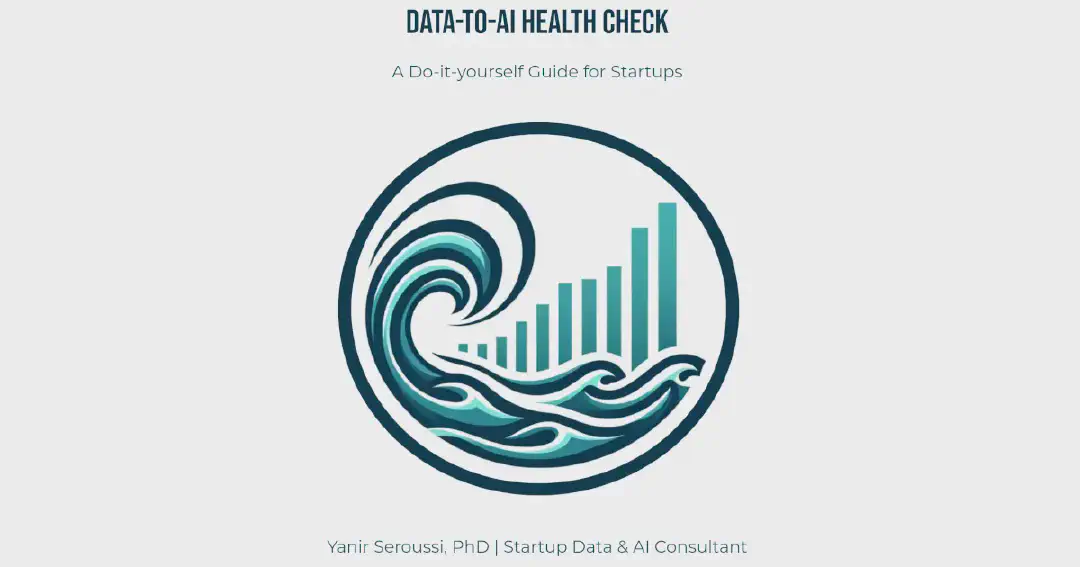 DATA-TO-AI HEALTH CHECK
A Do-it-yourself Guide for Startups
Yanir Seroussi, PhD | Startup Data & AI Consultant